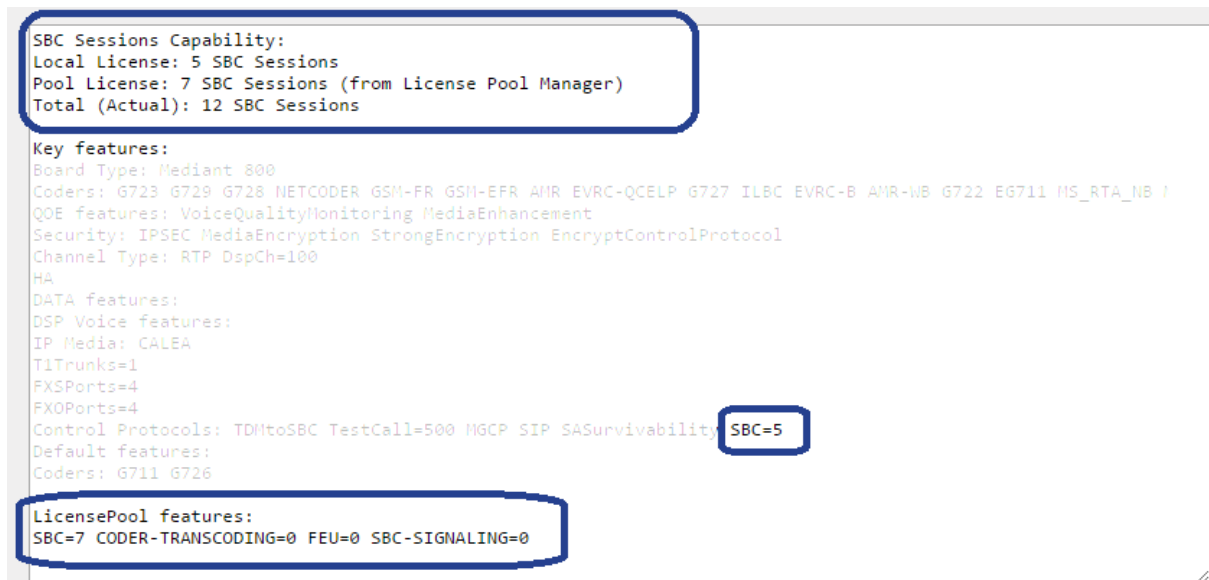 SBC Sessions Capability:
Local License: 5 SBC Sessions
Pool License: 7 SBC Sessions (from License Pool Manager)
Total (Actual): 12 SBC Sessions
Key features:
Board Type: Mediant 800
Coders: G723 G729 G728 NETCODER GSM-FR GSM-EFR AMR EVRC-QCELP G727 ILBC EVRC-B AMR-WB G722 EG711 MS_RTA_NB
QOE features: VoiceQualityMonitoring MediaEnhancement
Security: IPSEC MediaEncryption StrongEncryption EncryptControlProtocol
Channel Type: RTP DspCh=100
HA
DATA features:
DSP Voice features:
IP Media: CALEA
T1Trunks=1
FXSPorts=4
FXOPorts=4
Control Protocols: TDMtoSBC TestCall=500 MGCP SIP SASurvivability SBC=5
Default features:
Coders: G711 G726
LicensePool features:
SBC=7 CODER-TRANSCODING=0 FEU=0 SBC-SIGNALING=0